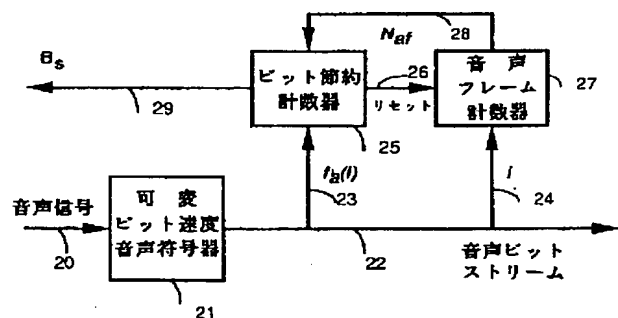 28
N_af
B_s
ビット節約
計数器
26
リセット
音声
フレーム
計数器
27
29
25
f_a(i)
23
i
24
音声信号
20
可変
ビット速度
音声符号器
21
22
音声ビット
ストリーム